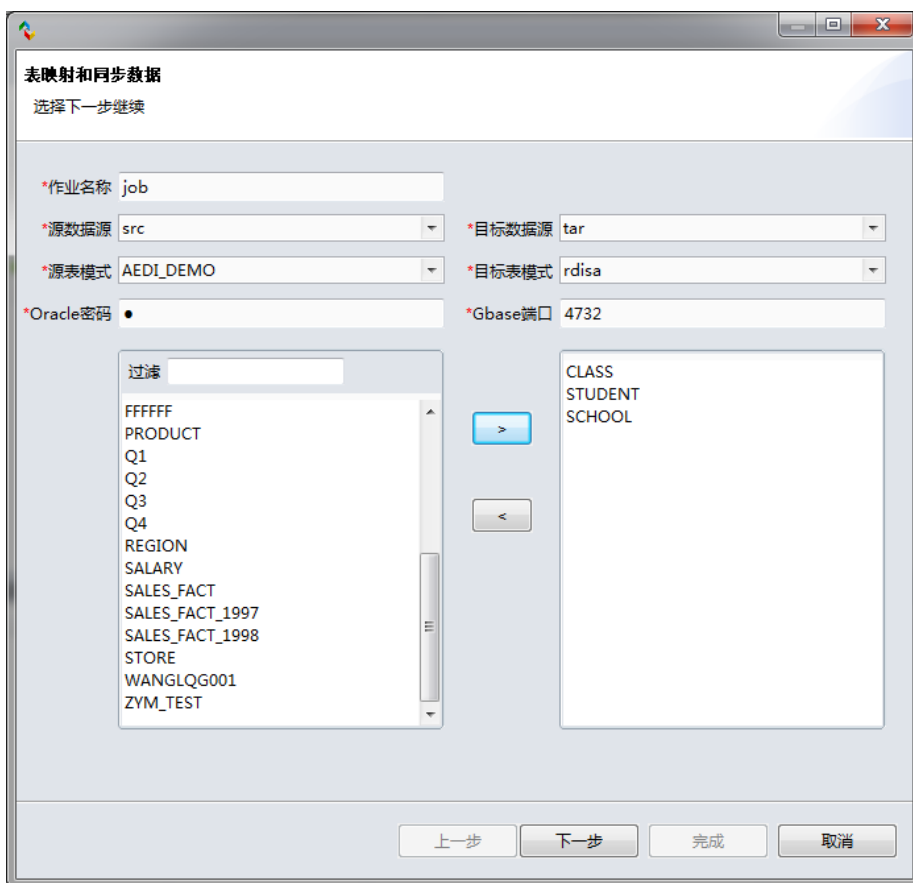 表映射和同步数据
选择下一步继续
*作业名称 job
*源数据源 src *目标数据源 tar
*源表模式 AEDI_DEMO *目标表模式 rdisa
*Oracle密码 ● *Gbase端口 4732
过滤
FFFFFF
PRODUCT
Q1
Q2
Q3
Q4
REGION
SALARY
SALES_FACT
SALES_FACT_1997
SALES_FACT_1998
STORE
WANGLQG001
ZYM_TEST
>
<
CLASS
STUDENT
SCHOOL
上一步 下一步 完成 取消